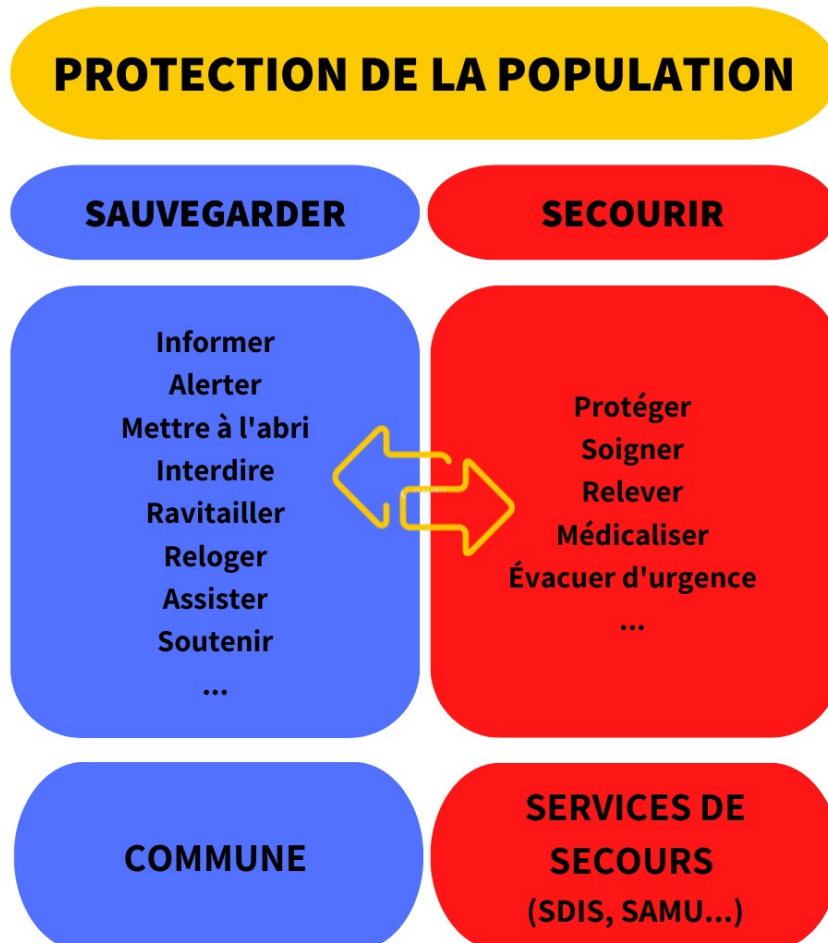 PROTECTION DE LA POPULATION
SAUVEGARDER
SECOURIR
Informer
Alerter
Mettre à l'abri
Interdire
Ravitailler
Reloger
Assister
Soutenir
...
Protéger
Soigner
Relever
Médicaliser
Évacuer d'urgence
...
COMMUNE
SERVICES DE
SECOURS
(SDIS, SAMU...)